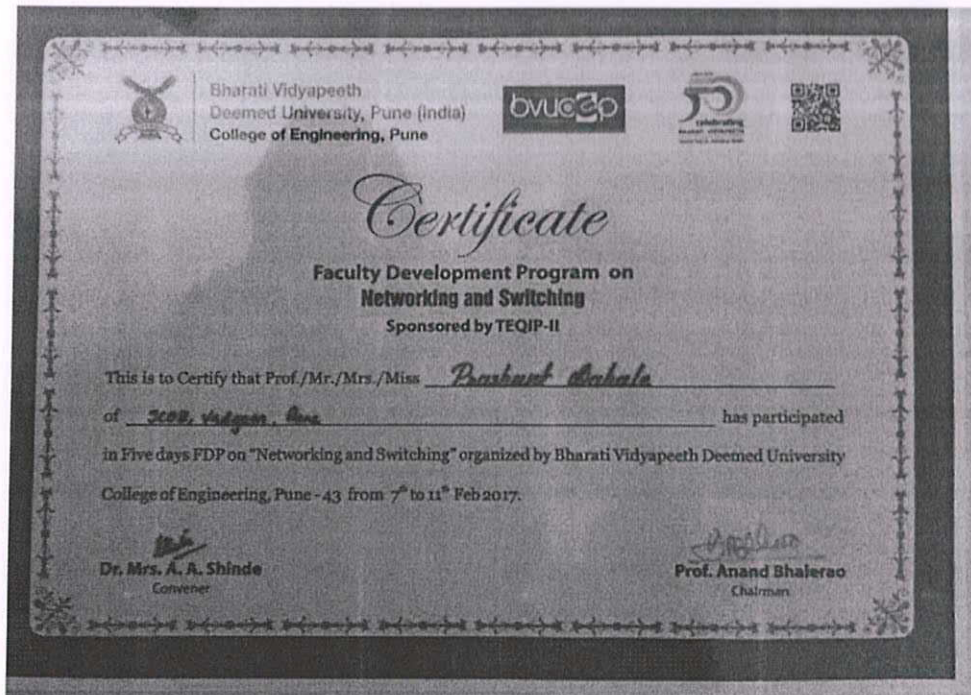 Bharati Vidyapeeth
Deemed University, Pune (India)
College of Engineering, Pune
bvucoep
celebrating
Certificate
Faculty Development Program on
Networking and Switching
Sponsored by TEQIP-II
This is to Certify that Prof./Mr./Mrs./Miss Prashant
of has participated
in Five days FDP on "Networking and Switching" organized by Bharati Vidyapeeth Deemed University
College of Engineering, Pune - 43 from 7th to 11th Feb 2017.
Dr. Mrs. A. A. Shinde
Convener
Prof. Anand Bhalerao
Chairman